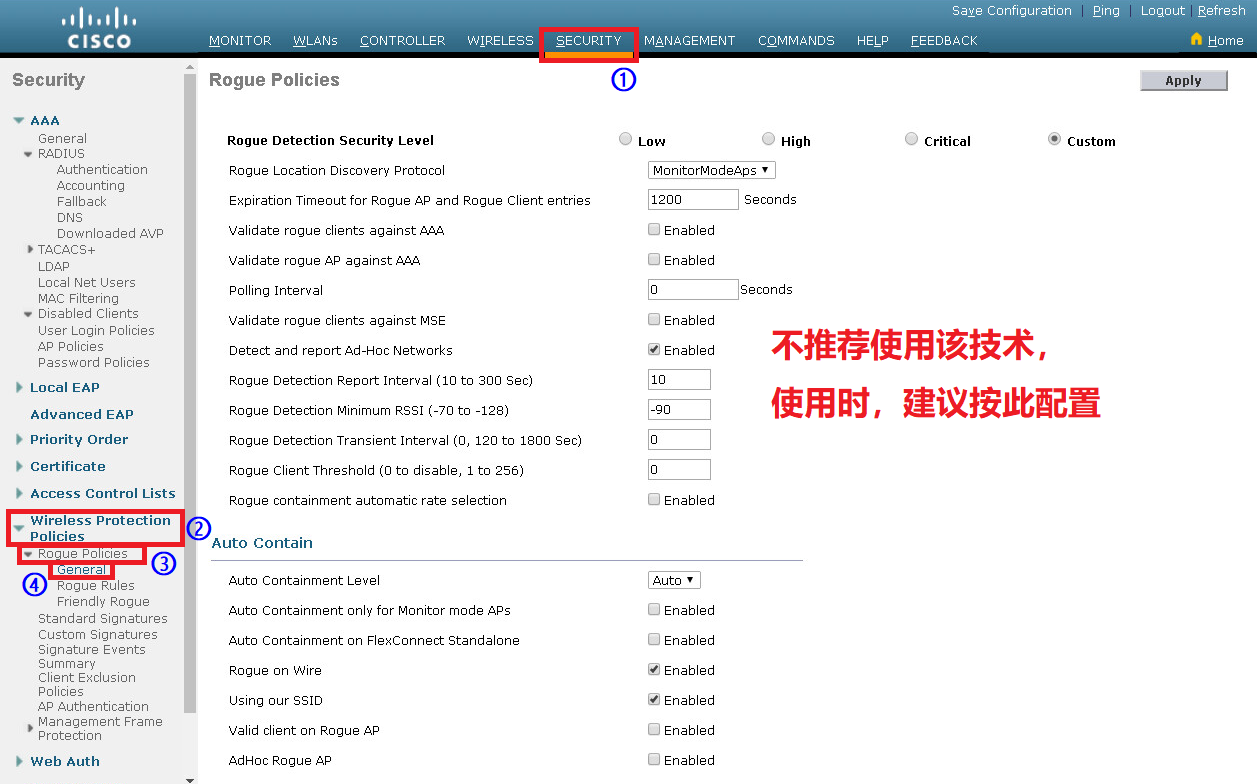 Save Configuration | Ping | Logout | Refresh
CISCO
MONITOR WLANs CONTROLLER WIRELESS SECURITY MANAGEMENT COMMANDS HELP FEEDBACK
Home
①
Security
AAA
General
RADIUS
Authentication
Accounting
Fallback
DNS
Downloaded AVP
TACACS+
LDAP
Local Net Users
MAC Filtering
Disabled Clients
User Login Policies
AP Policies
Password Policies
Local EAP
Advanced EAP
Priority Order
Certificate
Access Control Lists
Wireless Protection
Policies
②
Rogue Policies
③
General
④
Rogue Rules
Friendly Rogue
Standard Signatures
Custom Signatures
Signature Events
Summary
Client Exclusion
Policies
AP Authentication
Management Frame
Protection
Web Auth
Rogue Policies
Apply
Rogue Detection Security Level Low High Critical Custom
Rogue Location Discovery Protocol MonitorModeAps
Expiration Timeout for Rogue AP and Rogue Client entries 1200 Seconds
Validate rogue clients against AAA Enabled
Validate rogue AP against AAA Enabled
Polling Interval 0 Seconds
Validate rogue clients against MSE Enabled
Detect and report Ad-Hoc Networks Enabled
Rogue Detection Report Interval (10 to 300 Sec) 10
Rogue Detection Minimum RSSI (-70 to -128) -90
Rogue Detection Transient Interval (0, 120 to 1800 Sec) 0
Rogue Client Threshold (0 to disable, 1 to 256) 0
Rogue containment automatic rate selection Enabled
不推荐使用该技术，
使用时，建议按此配置
Auto Contain
Auto Containment Level Auto
Auto Containment only for Monitor mode APs Enabled
Auto Containment on FlexConnect Standalone Enabled
Rogue on Wire Enabled
Using our SSID Enabled
Valid client on Rogue AP Enabled
AdHoc Rogue AP Enabled